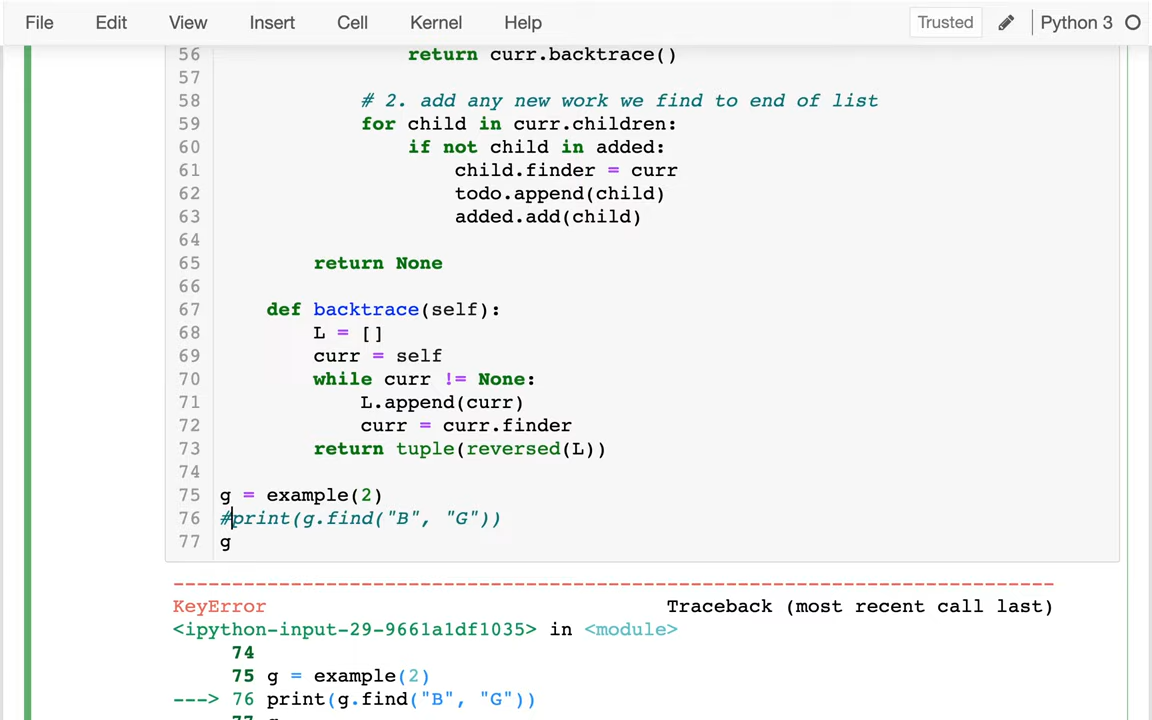 File Edit View Insert Cell Kernel Help Trusted Python 3
56 return curr.backtrace()
57
58 # 2. add any new work we find to end of list
59 for child in curr.children:
60 if not child in added:
61 child.finder = curr
62 todo.append(child)
63 added.add(child)
64
65 return None
66
67 def backtrace(self):
68 L = []
69 curr = self
70 while curr != None:
71 L.append(curr)
72 curr = curr.finder
73 return tuple(reversed(L))
74
75 g = example(2)
76 #print(g.find("B", "G"))
77 g
---------------------------------------------------------------------------
KeyError Traceback (most recent call last)
<ipython-input-29-9661a1df1035> in <module>
74
75 g = example(2)
---> 76 print(g.find("B", "G"))
77 g